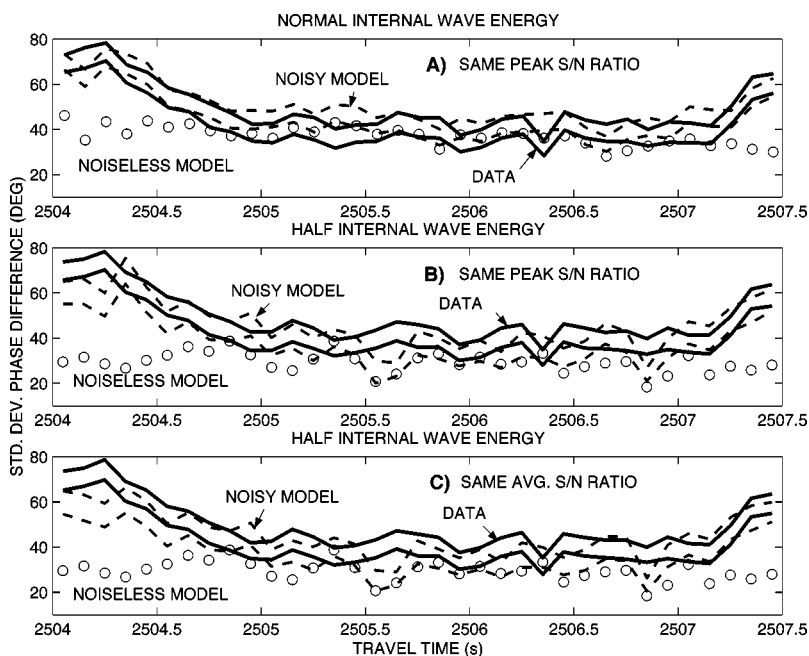 NORMAL INTERNAL WAVE ENERGY
80
60
40
20
A) SAME PEAK S/N RATIO
NOISY MODEL
NOISELESS MODEL
DATA
2504 2504.5 2505 2505.5 2506 2506.5 2507 2507.5
HALF INTERNAL WAVE ENERGY
80
60
40
20
B) SAME PEAK S/N RATIO
NOISY MODEL
DATA
NOISELESS MODEL
2504 2504.5 2505 2505.5 2506 2506.5 2507 2507.5
HALF INTERNAL WAVE ENERGY
80
60
40
20
C) SAME AVG. S/N RATIO
NOISY MODEL
DATA
NOISELESS MODEL
2504 2504.5 2505 2505.5 2506 2506.5 2507 2507.5
TRAVEL TIME (s)
STD. DEV. PHASE DIFFERENCE (DEG)